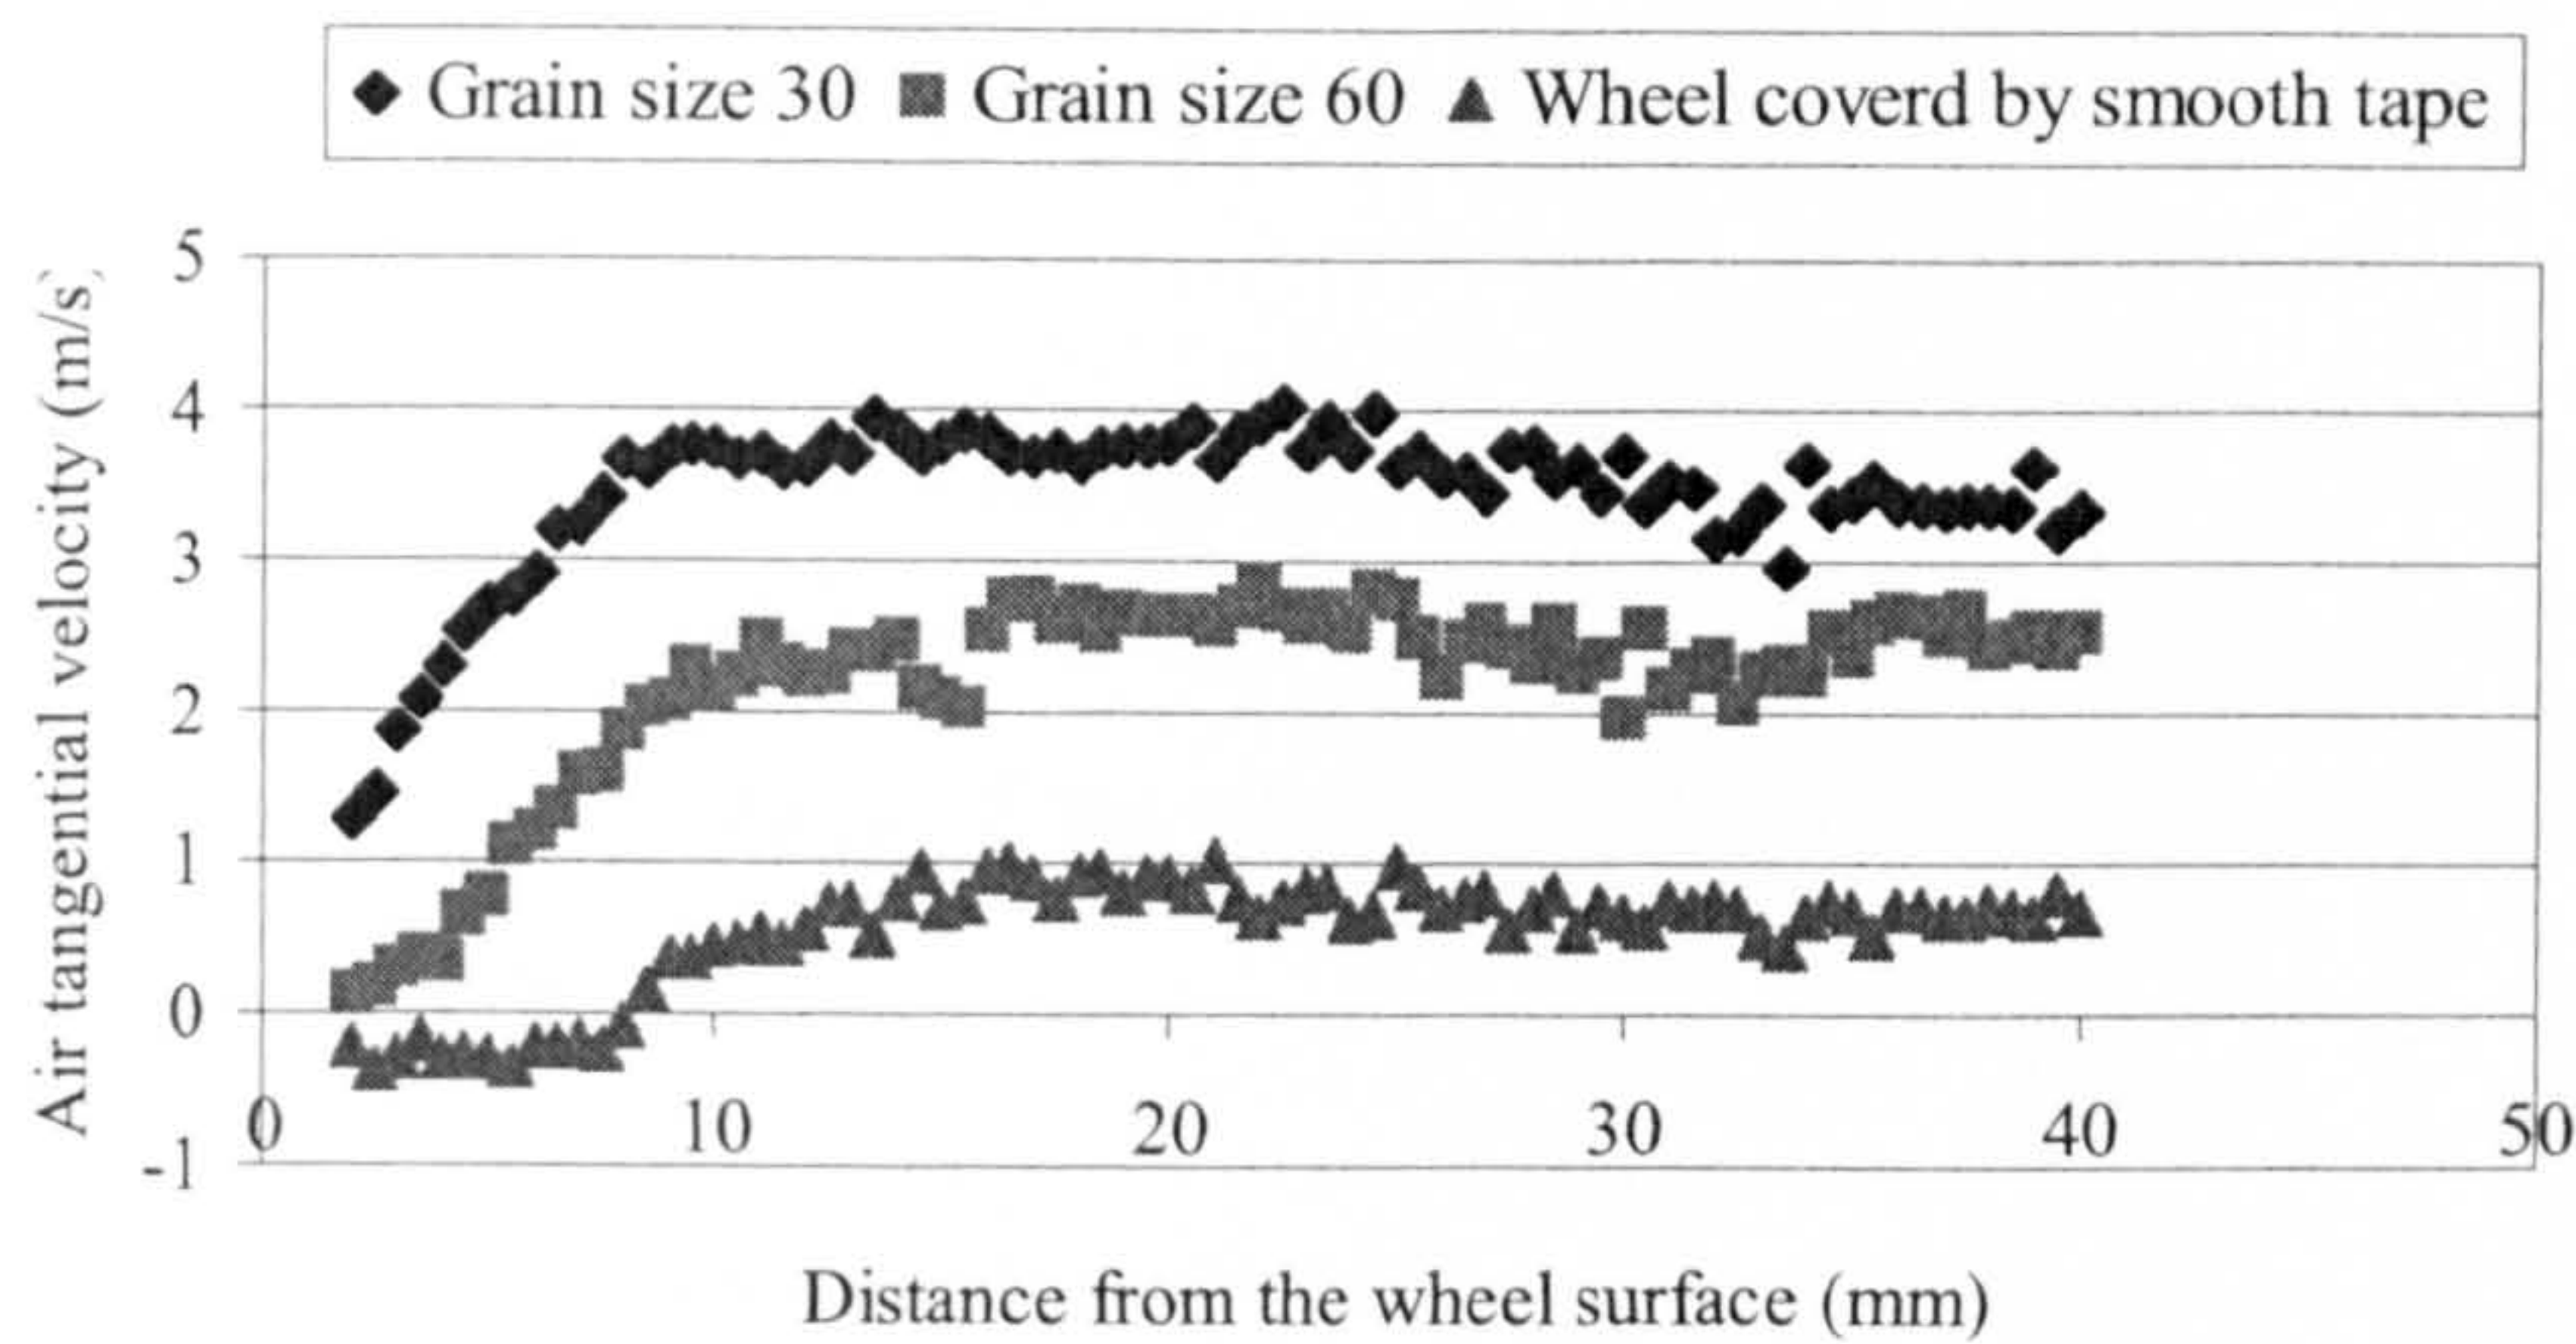 Grain size 30 Grain size 60 Wheel coverd by smooth tape
Air tangential velocity (m/s)
5
4
3
2
1
0
-1
0 10 20 30 40 50
Distance from the wheel surface (mm)